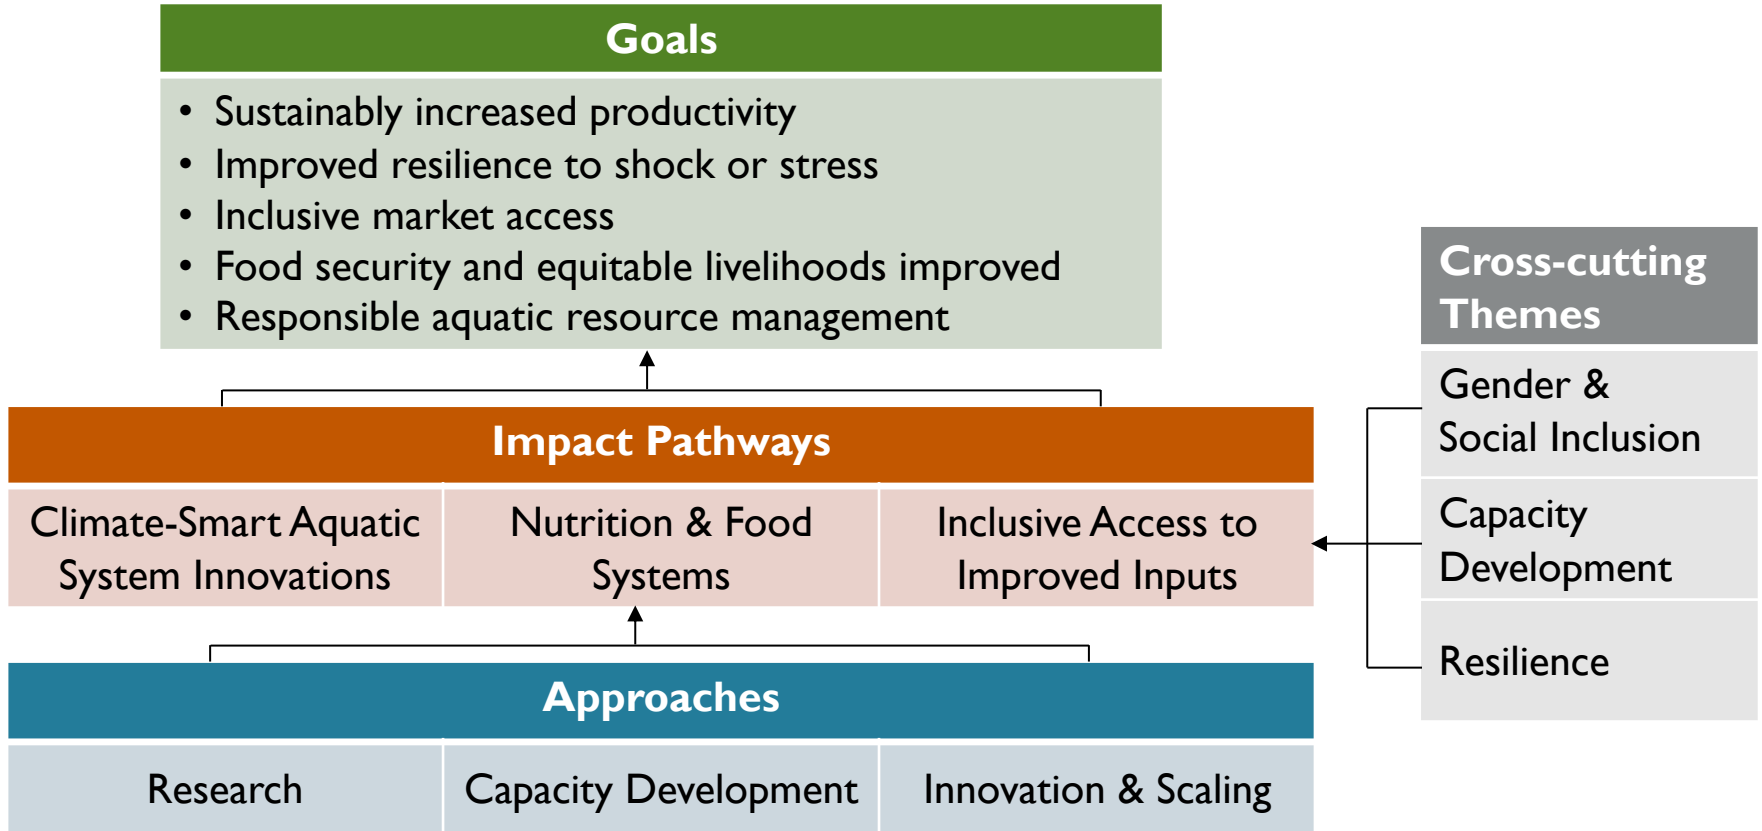 Goals
• Sustainably increased productivity
• Improved resilience to shock or stress
• Inclusive market access
• Food security and equitable livelihoods improved
• Responsible aquatic resource management
Impact Pathways
Climate-Smart Aquatic
System Innovations
Nutrition & Food
Systems
Inclusive Access to
Improved Inputs
Approaches
Research
Capacity Development
Innovation & Scaling
Cross-cutting
Themes
Gender &
Social Inclusion
Capacity
Development
Resilience